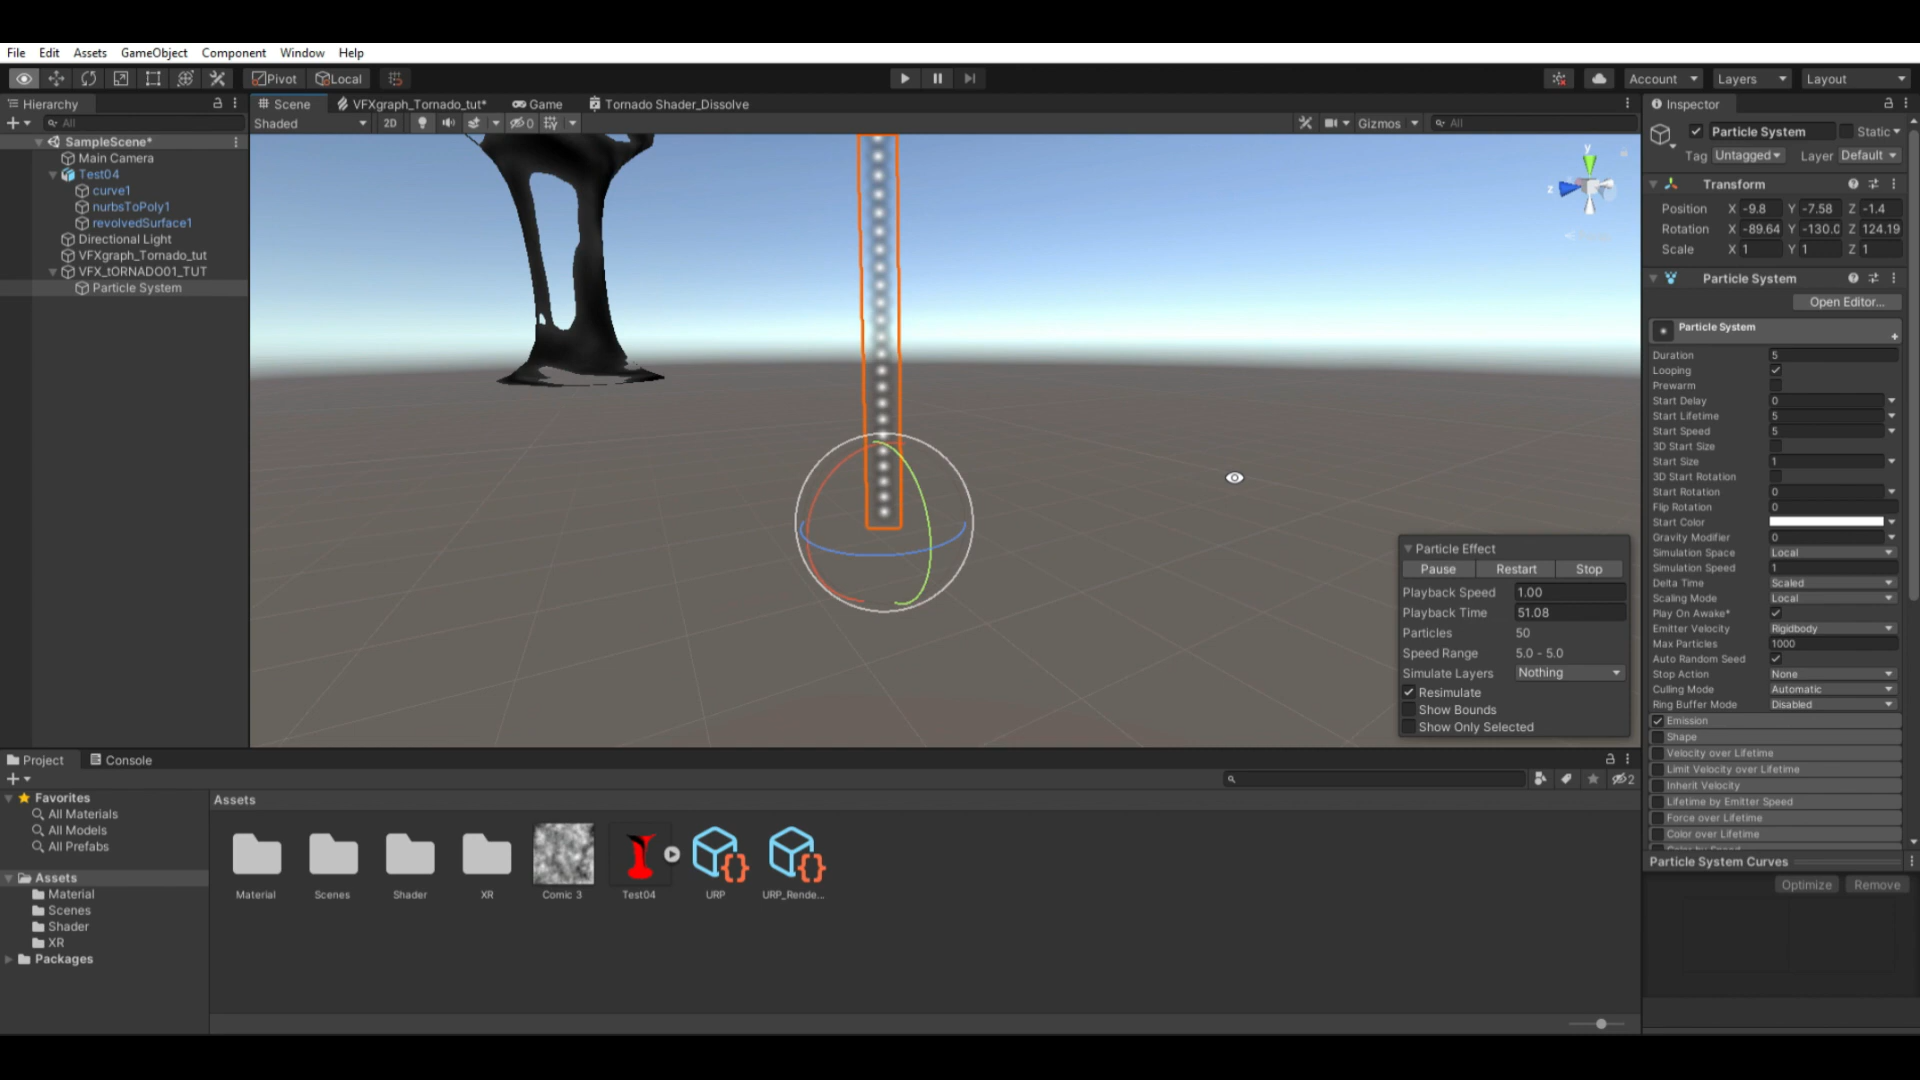 File Edit Assets GameObject Component Window Help
Pivot Local Account Layers Layout
Hierarchy Scene VFXgraph_Tornado_tut* Game Tornado Shader_Dissolve Inspector
All Shaded 2D 0 Gizmos All
SampleScene*
Main Camera
Test04
curve1
nurbsToPoly1
revolvedSurface1
Directional Light
VFXgraph_Tornado_tut
VFX_tORNADO01_TUT
Particle System
y
z
Particle Effect
Pause Restart Stop
Playback Speed 1.00
Playback Time 51.08
Particles 50
Speed Range 5.0 - 5.0
Simulate Layers Nothing
Resimulate
Show Bounds
Show Only Selected
Particle System Static
Tag Untagged Layer Default
Transform
Position X -9.8 Y -7.58 Z -1.4
Rotation X -89.64 Y -130.0 Z 124.19
Scale X 1 Y 1 Z 1
Particle System
Open Editor...
Particle System
Duration 5
Looping
Prewarm
Start Delay 0
Start Lifetime 5
Start Speed 5
3D Start Size
Start Size 1
3D Start Rotation
Start Rotation 0
Flip Rotation 0
Start Color
Gravity Modifier 0
Simulation Space Local
Simulation Speed 1
Delta Time Scaled
Scaling Mode Local
Play On Awake*
Emitter Velocity Rigidbody
Max Particles 1000
Auto Random Seed
Stop Action None
Culling Mode Automatic
Ring Buffer Mode Disabled
Emission
Shape
Velocity over Lifetime
Limit Velocity over Lifetime
Inherit Velocity
Lifetime by Emitter Speed
Force over Lifetime
Color over Lifetime
Particle System Curves
Optimize Remove
Project Console
2
Favorites
All Materials
All Models
All Prefabs
Assets
Material
Scenes
Shader
XR
Packages
Assets
Material Scenes Shader XR Comic 3 Test04 URP URP_Rende...